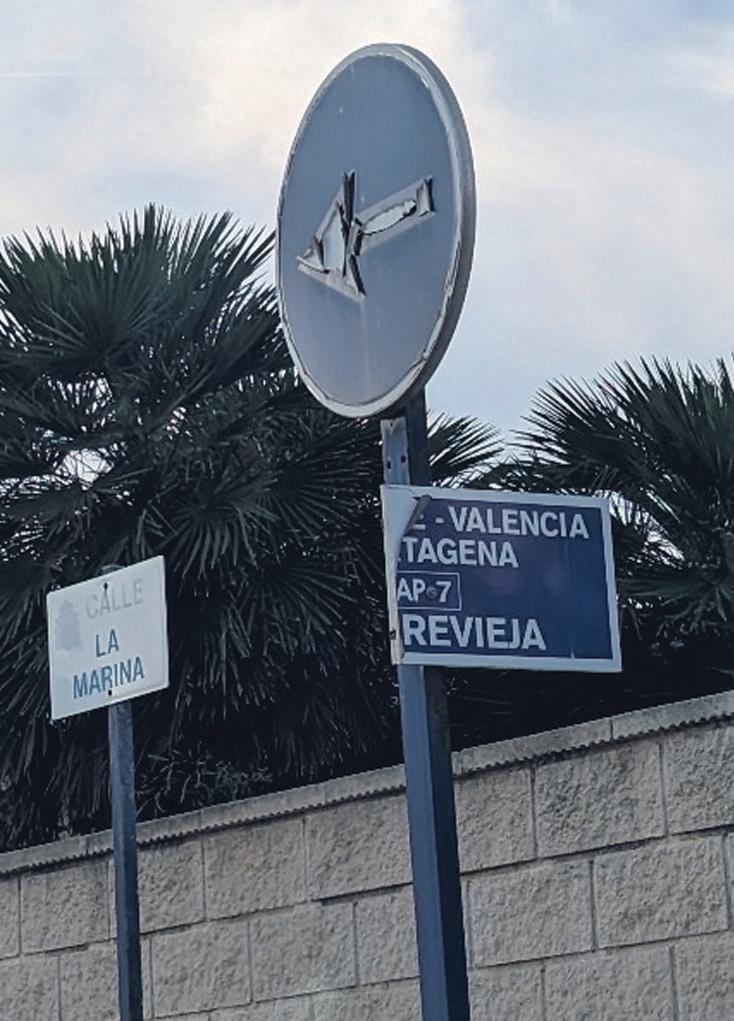 E - VALENCIA
TAGENA
AP-7
REVIEJA
CALLE
LA
MARINA